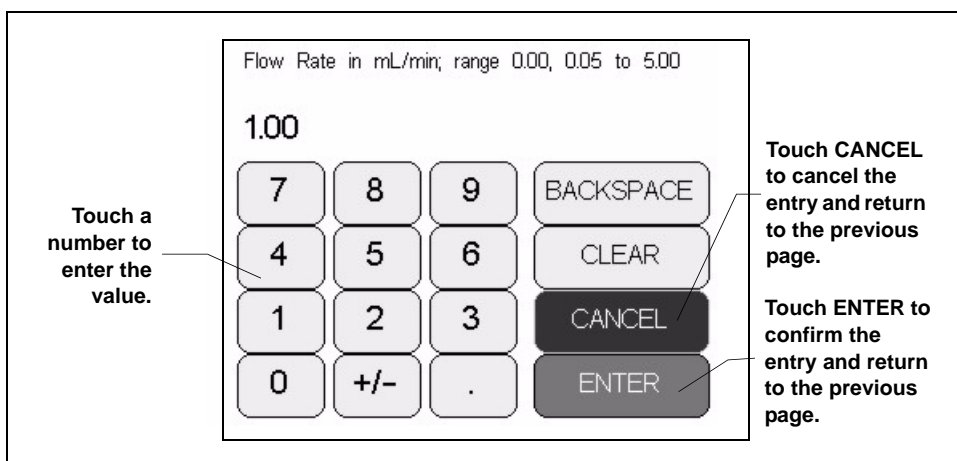 Flow Rate in mL/min; range 0.00, 0.05 to 5.00
1.00
7 8 9 BACKSPACE
4 5 6 CLEAR
1 2 3 CANCEL
0 +/- . ENTER
Touch a
number to
enter the
value.
Touch CANCEL
to cancel the
entry and return
to the previous
page.
Touch ENTER to
confirm the
entry and return
to the previous
page.